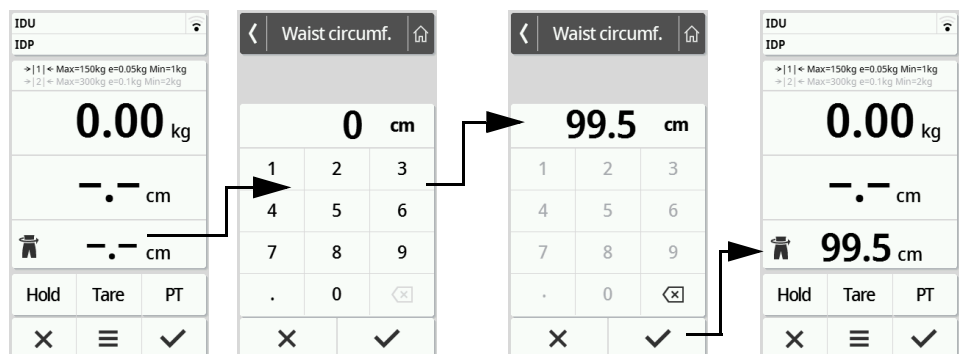 IDU
IDP
→|1|← Max=150kg e=0.05kg Min=1kg
→|2|← Max=300kg e=0.1kg Min=2kg
0.00 kg
-.- cm
-.- cm
Hold Tare PT
Waist circumf.
0 cm
1 2 3
4 5 6
7 8 9
. 0
Waist circumf.
99.5 cm
1 2 3
4 5 6
7 8 9
. 0
IDU
IDP
→|1|← Max=150kg e=0.05kg Min=1kg
→|2|← Max=300kg e=0.1kg Min=2kg
0.00 kg
-.- cm
99.5 cm
Hold Tare PT